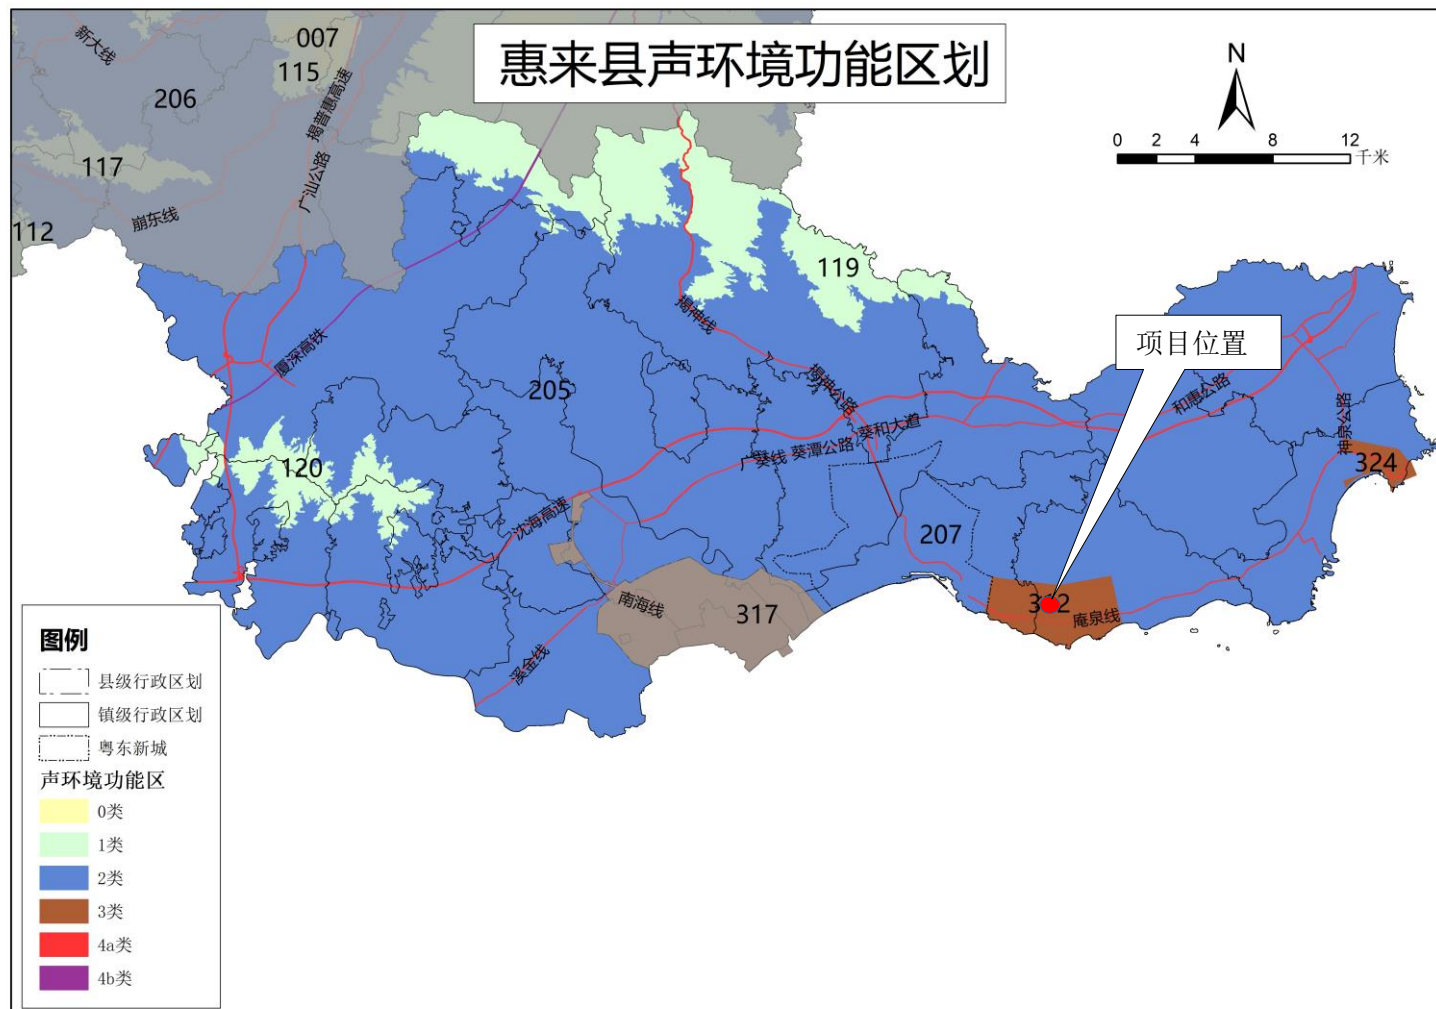 惠来县声环境功能区划
N
0 2 4 8 12
千米
新大线
007
115
206
揭普惠高速
117
广汕公路
崩东线
112
119
揭神线
项目位置
厦深高铁
205
揭神公路
和惠公路
葵和大道
广葵线 葵潭公路
神泉公路
120
324
沈海高速
207
南海线
317
庵泉线
溪金线
图例
县级行政区划
镇级行政区划
粤东新城
声环境功能区
0类
1类
2类
3类
4a类
4b类